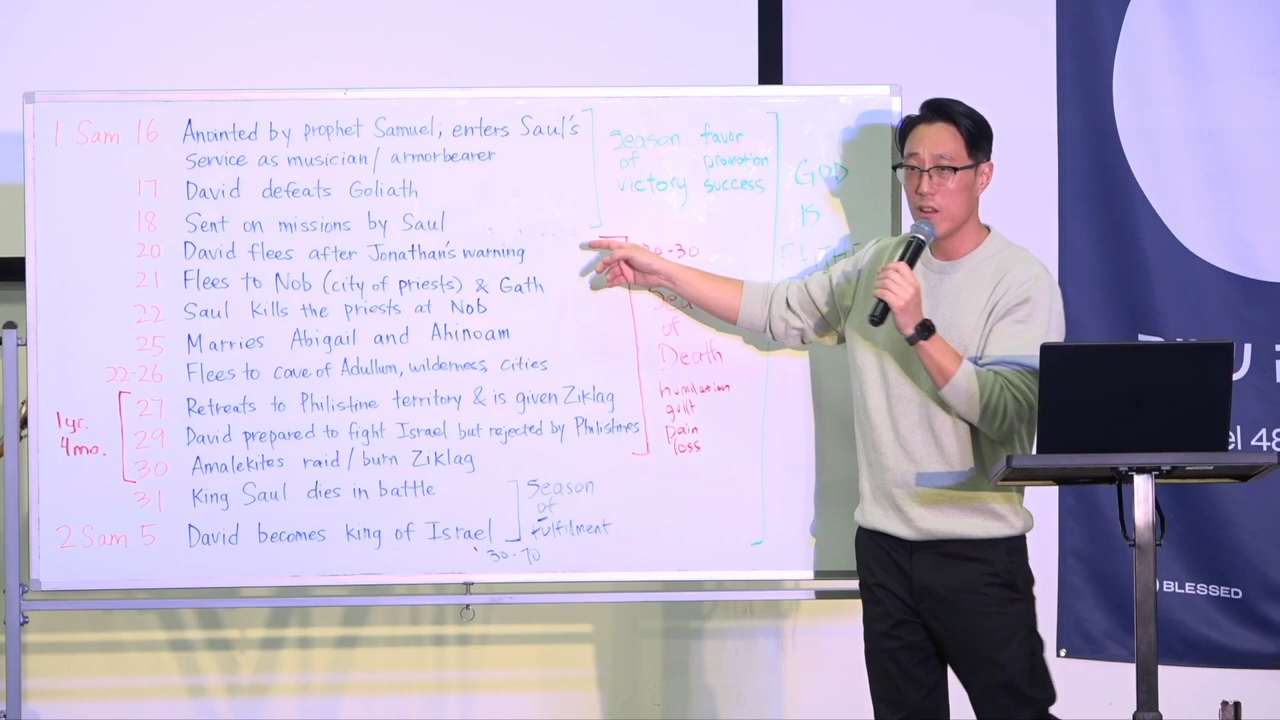 1 Sam 16 Anointed by prophet Samuel; enters Saul's
service as musician/armorbearer
17 David defeats Goliath
18 Sent on missions by Saul
20 David flees after Jonathan's warning
21 Flees to Nob (city of priests) & Gath
22 Saul kills the priests at Nob
25 Marries Abigail and Ahinoam
22-26 Flees to cave of Adullum, wilderness, cities
27 Retreats to Philistine territory & is given Ziklag
29 David prepared to fight Israel but rejected by Philistines
30 Amalekites raid/burn Ziklag
31 King Saul dies in battle
2 Sam 5 David becomes king of Israel
1yr.
4mo.
season favor
of promotion
victory success
-30
of
Death
humilation
guilt
pain
loss
Season
of
fulfilment
30-70
GOD
IS
BLESSED
el 48